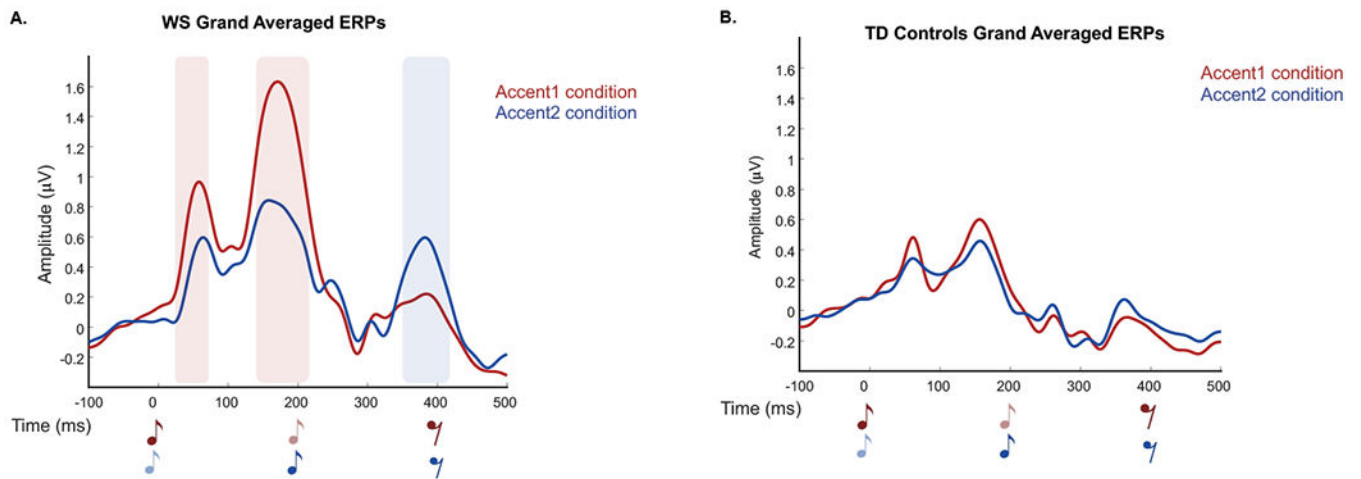 A.
WS Grand Averaged ERPs
Accent1 condition
Accent2 condition
Amplitude (µV)
1.6
1.4
1.2
1
0.8
0.6
0.4
0.2
0
-0.2
-100 0 100 200 300 400 500
Time (ms)
B.
TD Controls Grand Averaged ERPs
Accent1 condition
Accent2 condition
Amplitude (µV)
1.6
1.4
1.2
1
0.8
0.6
0.4
0.2
0
-0.2
-100 0 100 200 300 400 500
Time (ms)